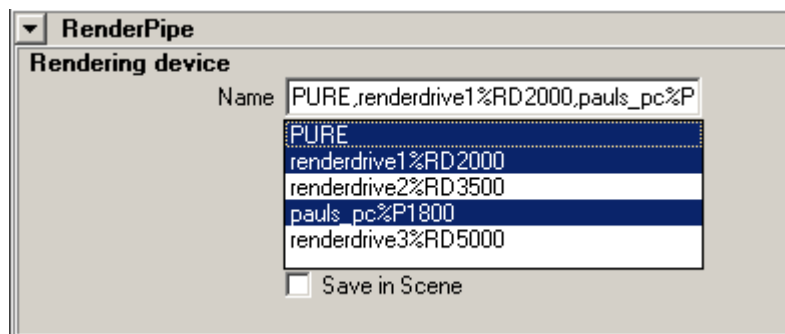 RenderPipe
Rendering device
Name PURE,renderdrive1%RD2000,pauls_pc%P
PURE
renderdrive1%RD2000
renderdrive2%RD3500
pauls_pc%P1800
renderdrive3%RD5000
Save in Scene